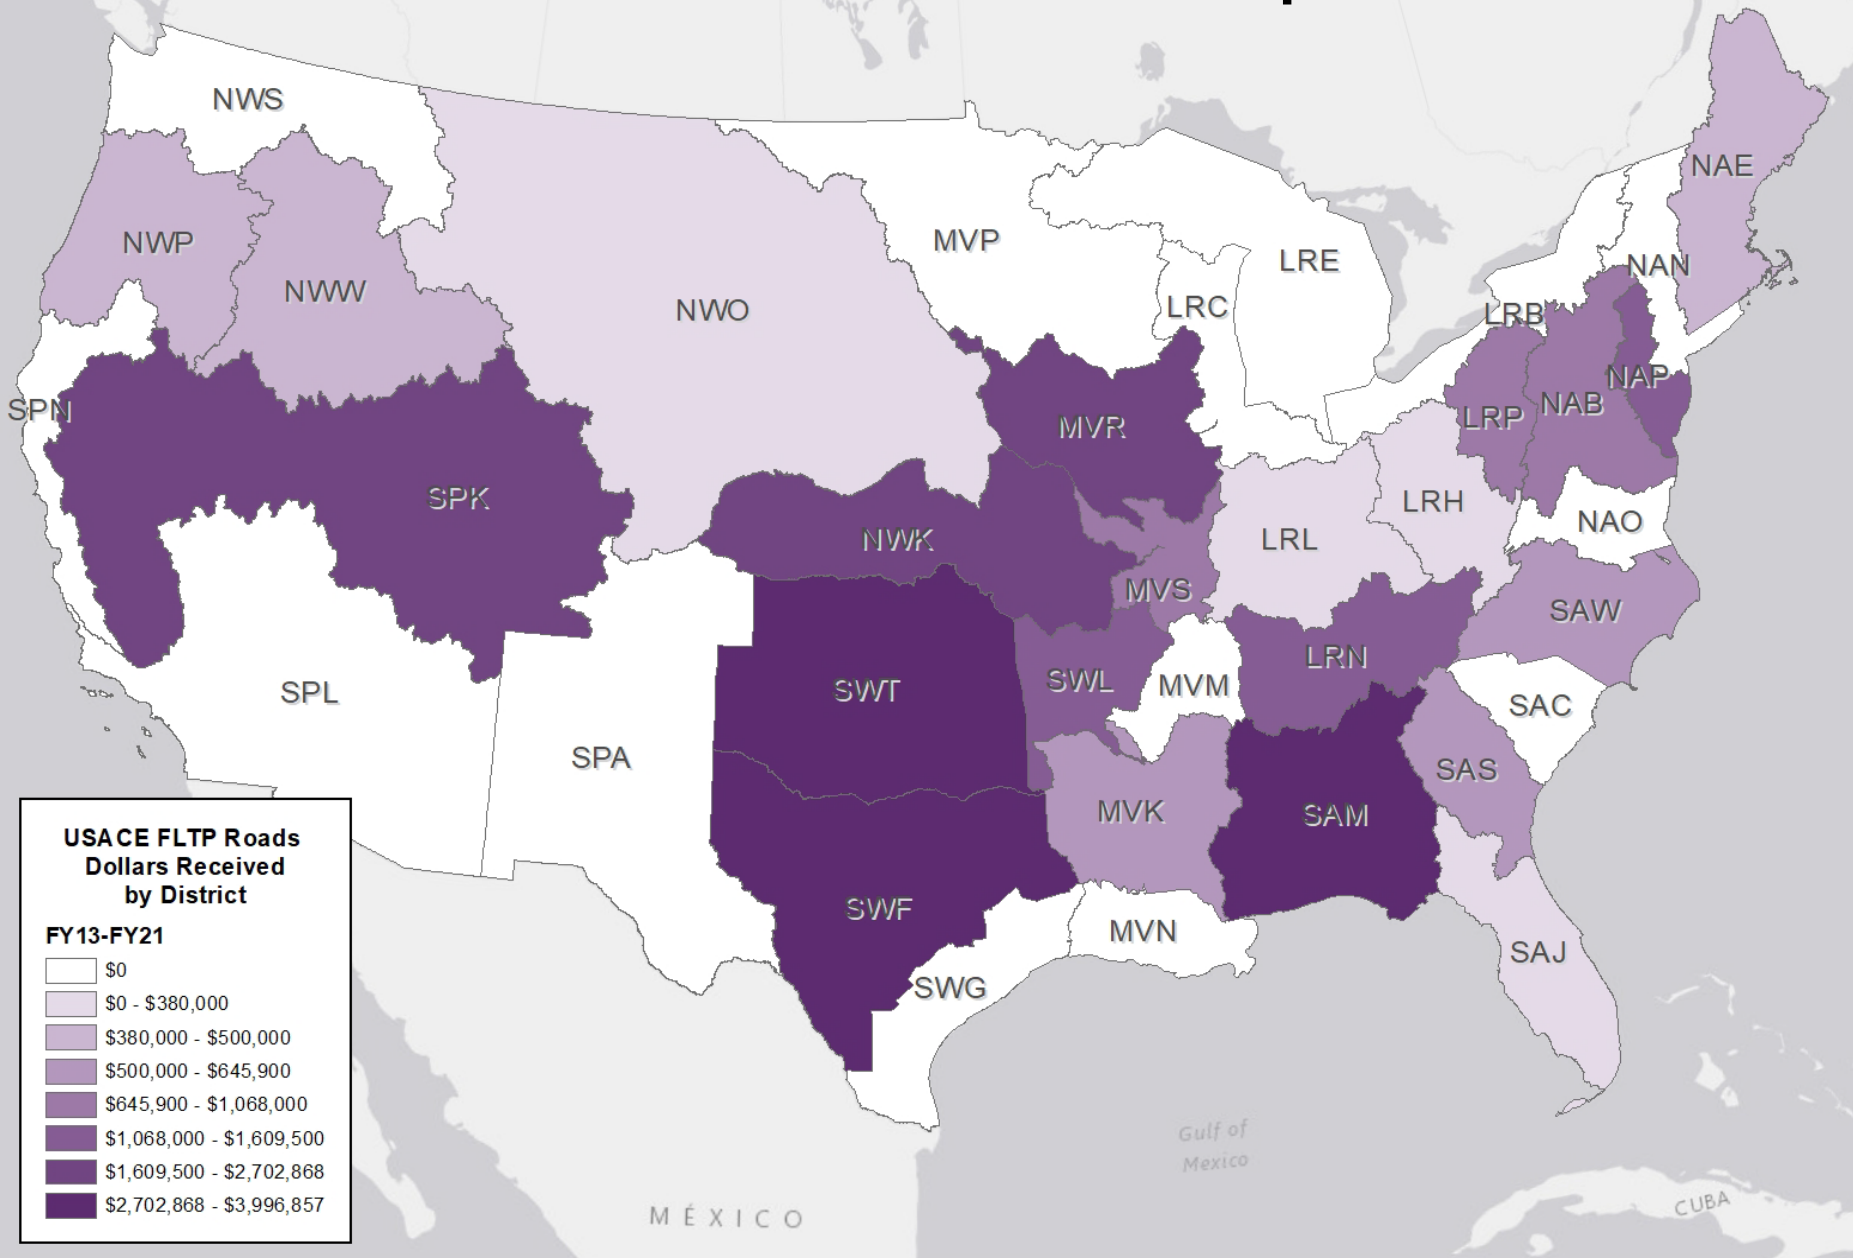 NWS
NAE
NWP
MVP
LRE
NAN
NWW
NWO
LRC
LRB
NAP
SPN
NAB
LRP
MVR
SPK
LRH
NAO
NWK
LRL
MVS
SAW
LRN
SWL
MVM
SWT
SPL
SAC
SPA
SAS
MVK
SAM
SWF
MVN
SAJ
SWG
USACE FLTP Roads
Dollars Received
by District
FY13-FY21
$0
$0 - $380,000
$380,000 - $500,000
$500,000 - $645,900
$645,900 - $1,068,000
$1,068,000 - $1,609,500
$1,609,500 - $2,702,868
$2,702,868 - $3,996,857
Gulf of
Mexico
MÉXICO
CUBA